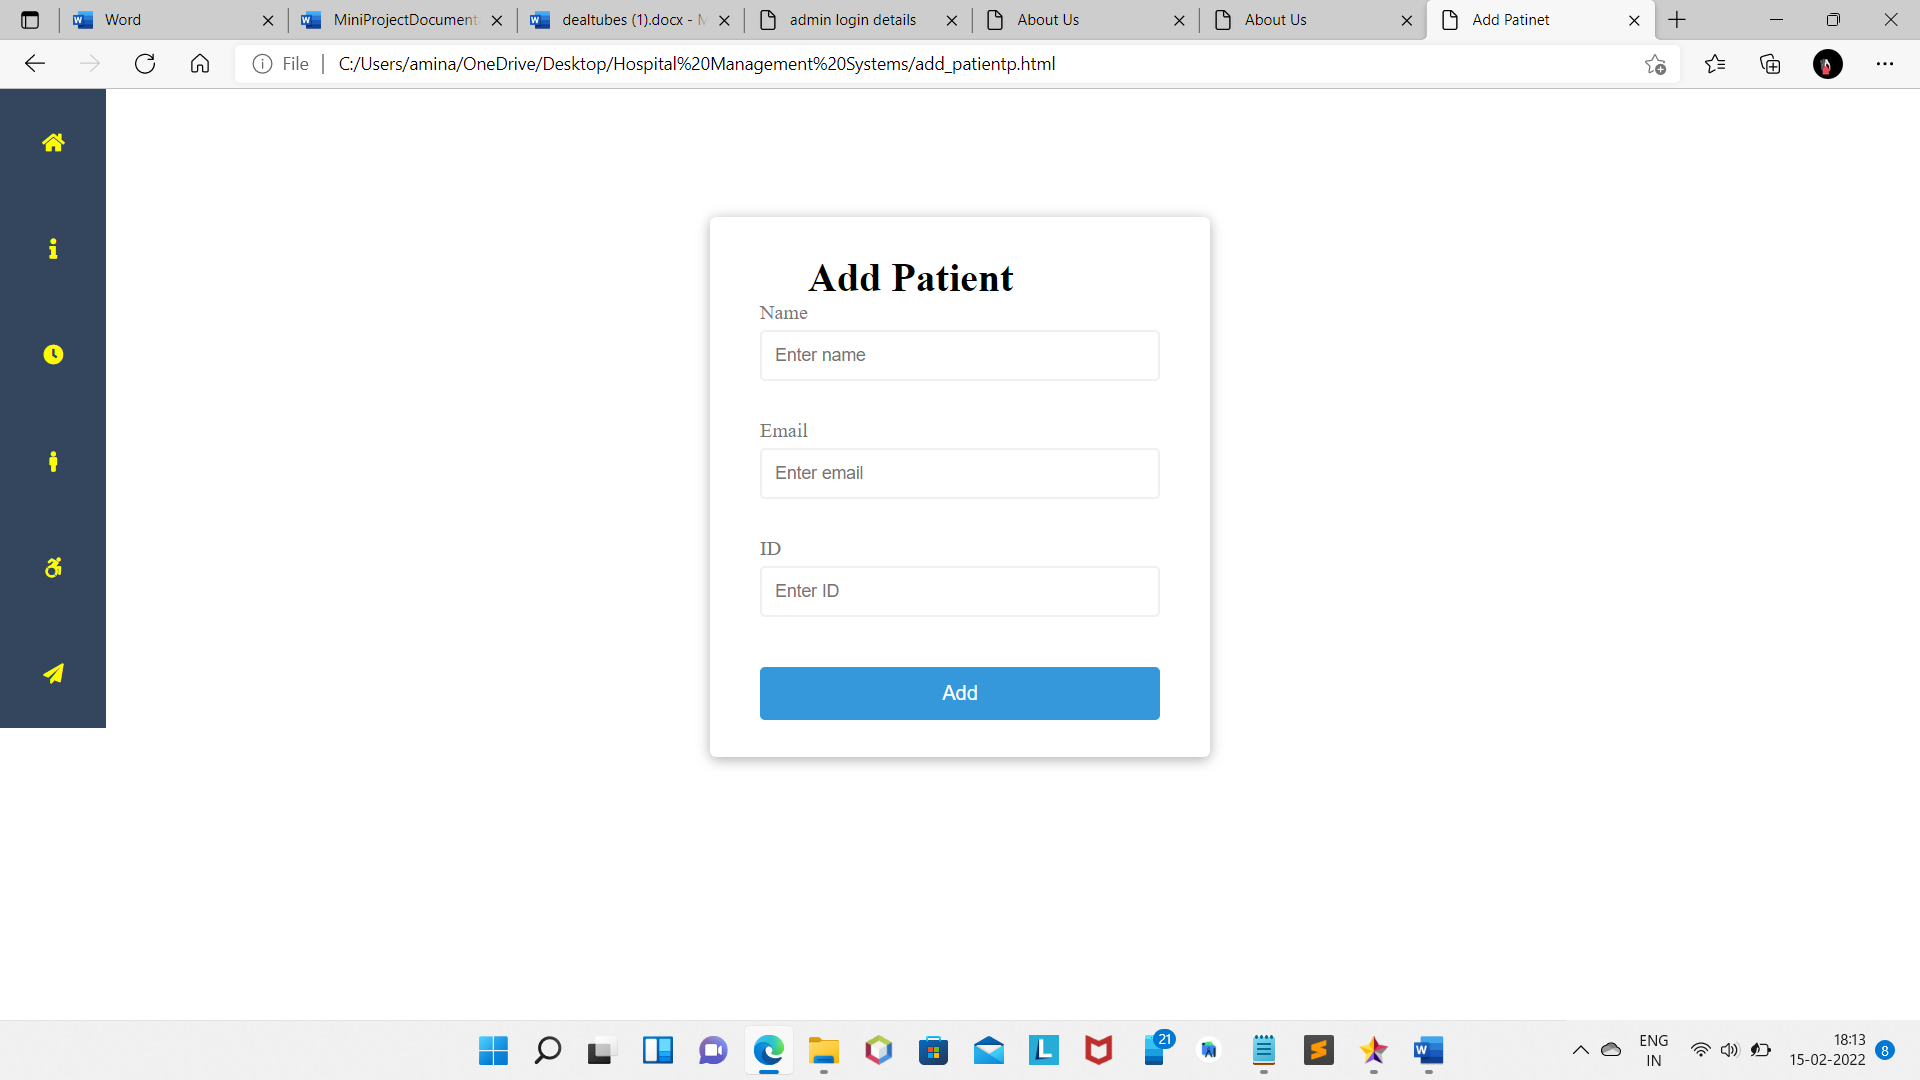 Word
MiniProjectDocument
dealtubes (1).docx - M
admin login details
About Us
About Us
Add Patinet
File
C:/Users/amina/OneDrive/Desktop/Hospital%20Management%20Systems/add_patientp.html
Add Patient
Name
Enter name
Email
Enter email
ID
Enter ID
Add
21
ENG
IN
18:13
15-02-2022
8